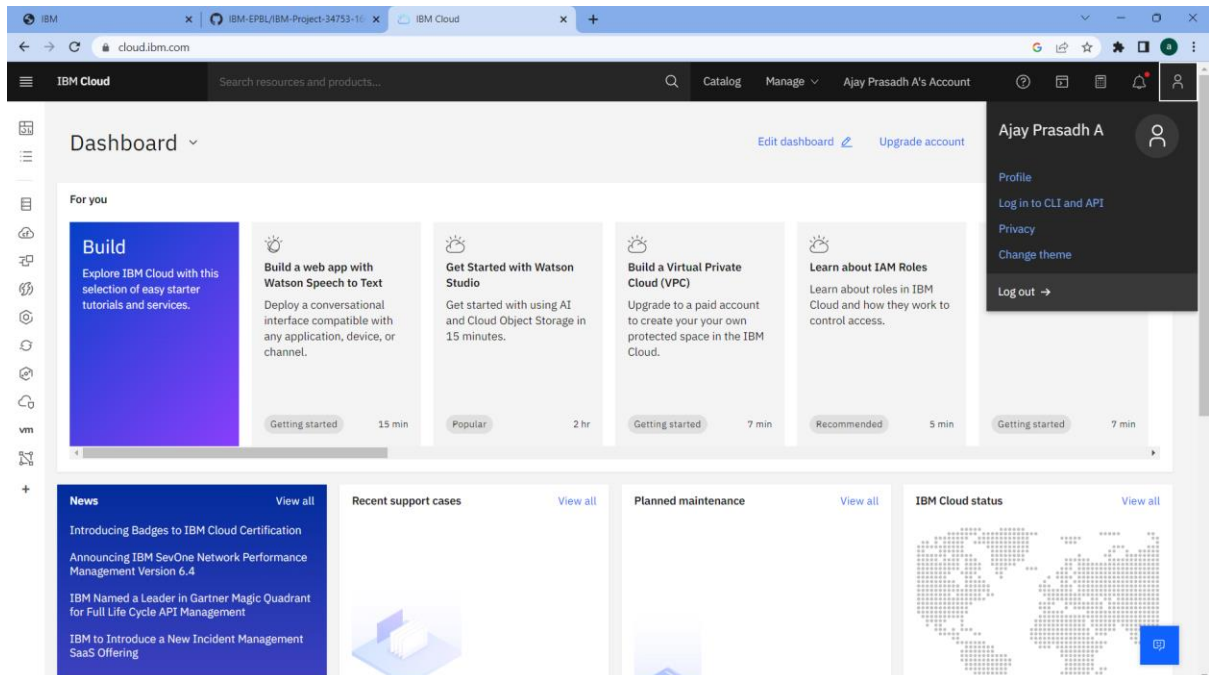 IBM
IBM-EPBL/IBM-Project-34753-16
IBM Cloud
cloud.ibm.com
a
IBM Cloud
Search resources and products...
Catalog
Manage
Ajay Prasadh A's Account
Dashboard
Edit dashboard
Upgrade account
Ajay Prasadh A
Profile
Log in to CLI and API
Privacy
Change theme
Log out →
For you
Build
Explore IBM Cloud with this
selection of easy starter
tutorials and services.
Build a web app with
Watson Speech to Text
Deploy a conversational
interface compatible with
any application, device, or
channel.
Getting started
15 min
Get Started with Watson
Studio
Get started with using AI
and Cloud Object Storage in
15 minutes.
Popular
2 hr
Build a Virtual Private
Cloud (VPC)
Upgrade to a paid account
to create your your own
protected space in the IBM
Cloud.
Getting started
7 min
Learn about IAM Roles
Learn about roles in IBM
Cloud and how they work to
control access.
Recommended
5 min
Getting started
7 min
vm
News
View all
Introducing Badges to IBM Cloud Certification
Announcing IBM SevOne Network Performance
Management Version 6.4
IBM Named a Leader in Gartner Magic Quadrant
for Full Life Cycle API Management
IBM to Introduce a New Incident Management
SaaS Offering
Recent support cases
View all
Planned maintenance
View all
IBM Cloud status
View all